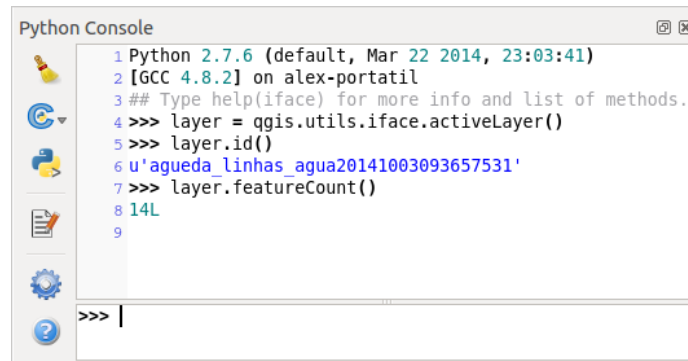 Python Console
1 Python 2.7.6 (default, Mar 22 2014, 23:03:41)
2 [GCC 4.8.2] on alex-portatil
3 ## Type help(iface) for more info and list of methods.
4 >>> layer = qgis.utils.iface.activeLayer()
5 >>> layer.id()
6 u'agueda_linhas_agua20141003093657531'
7 >>> layer.featureCount()
8 14L
9
>>>